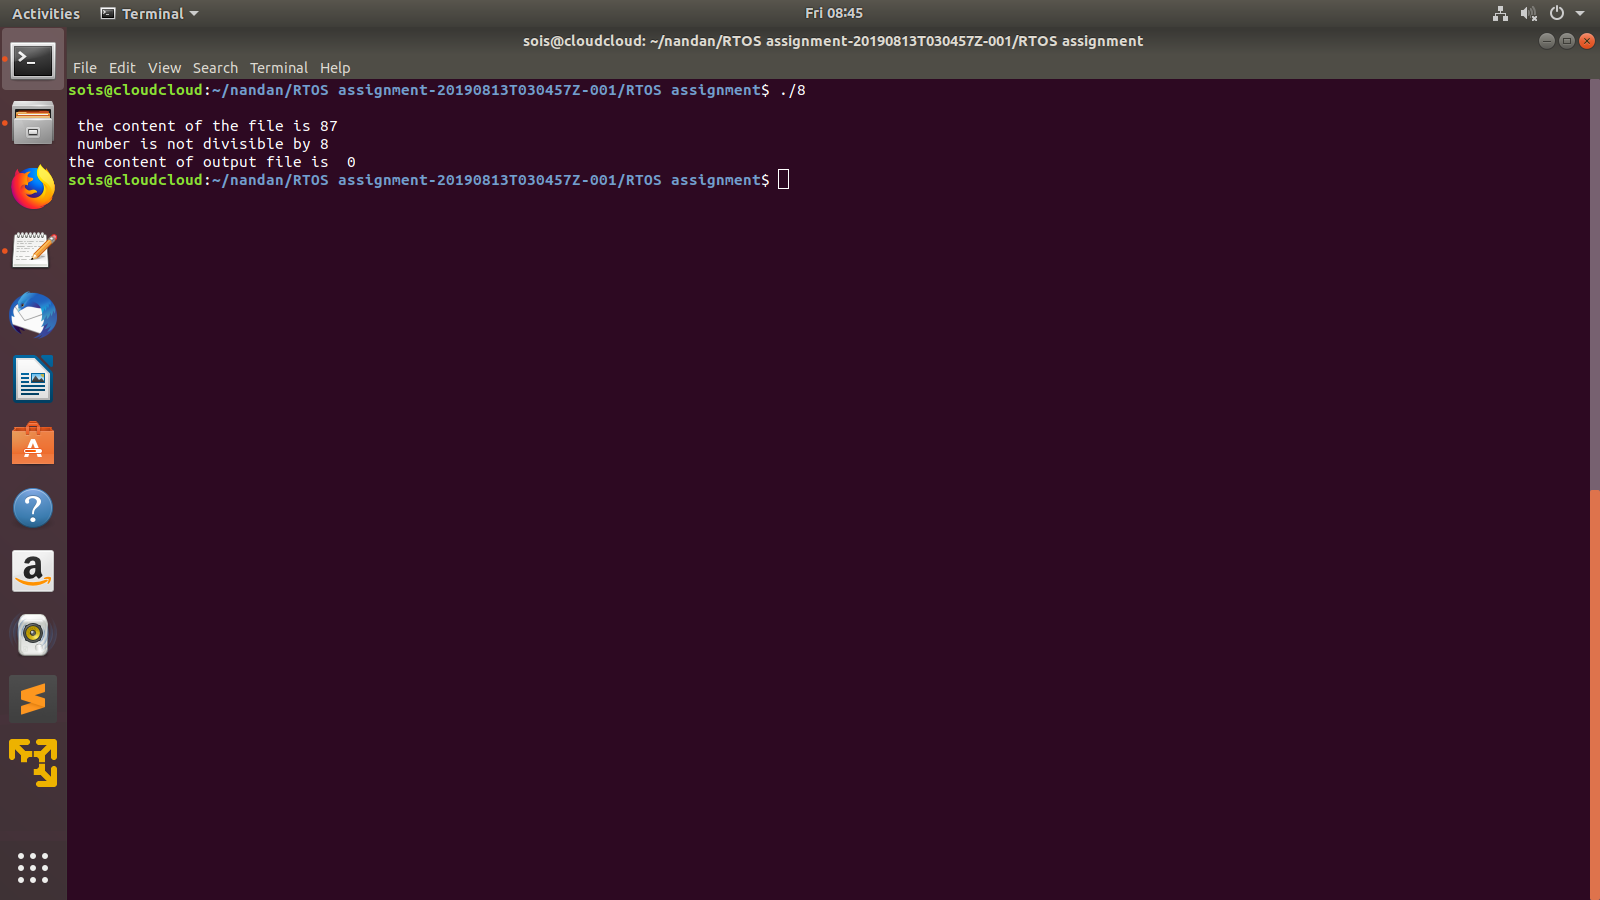 Activities Terminal Fri 08:45
sois@cloudcloud: ~/nandan/RTOS assignment-20190813T030457Z-001/RTOS assignment
File Edit View Search Terminal Help
sois@cloudcloud:~/nandan/RTOS assignment-20190813T030457Z-001/RTOS assignment$ ./8
the content of the file is 87
number is not divisible by 8
the content of output file is  0
sois@cloudcloud:~/nandan/RTOS assignment-20190813T030457Z-001/RTOS assignment$
>_
A
?
a